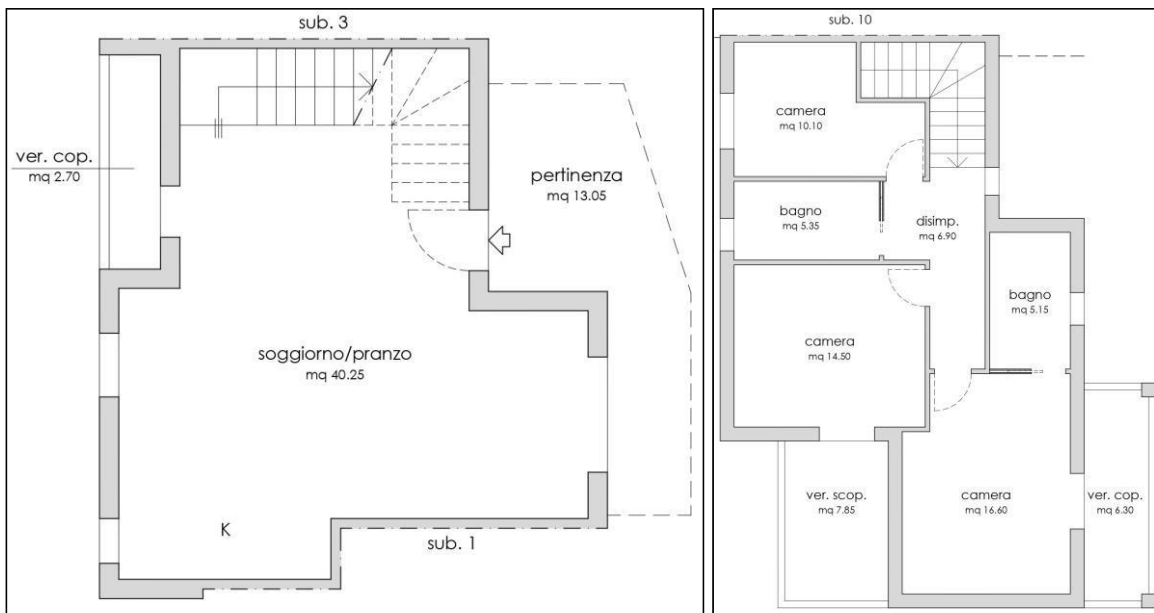 sub. 3
ver. cop.
mq 2.70
pertinenza
mq 13.05
soggiorno/pranzo
mq 40.25
K
sub. 1
sub. 10
camera
mq 10.10
bagno
mq 5.35
disimp.
mq 6.90
bagno
mq 5.15
camera
mq 14.50
ver. scop.
mq 7.85
camera
mq 16.60
ver. cop.
mq 6.30